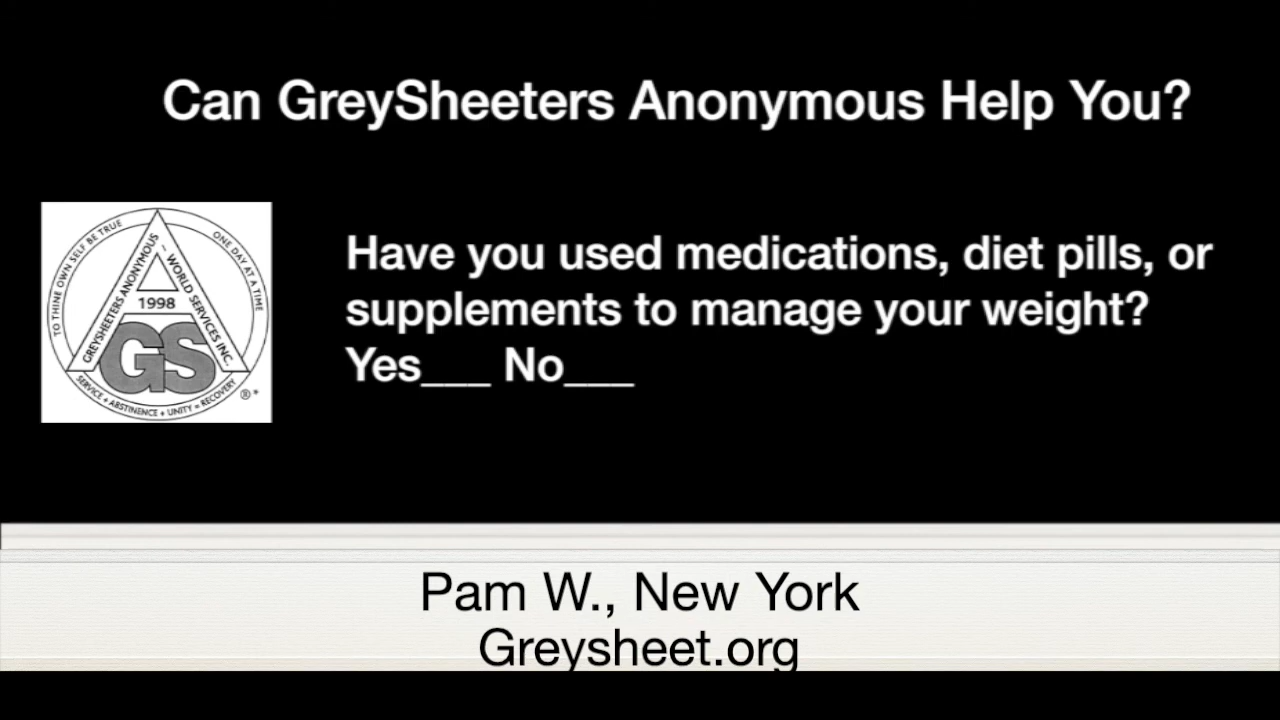 Can GreySheeters Anonymous Help You?
TO THINE OWN SELF BE TRUE
ONE DAY AT A TIME
GREYSHEETERS ANONYMOUS – WORLD SERVICES INC.
1998
GS
SERVICE + ABSTINENCE + UNITY = RECOVERY
®*
Have you used medications, diet pills, or
supplements to manage your weight?
Yes___ No___
Pam W., New York
Greysheet.org